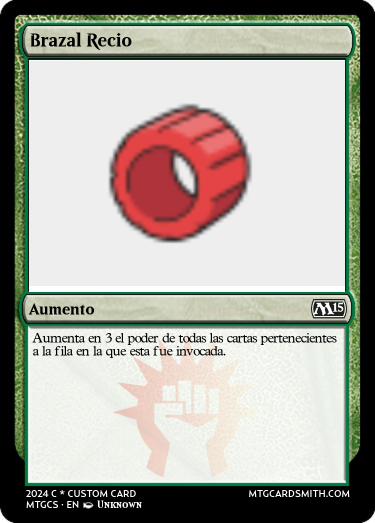 Brazal Recio
Aumento
M15
Aumenta en 3 el poder de todas las cartas pertenecientes
a la fila en la que esta fue invocada.
2024 C * CUSTOM CARD
MTGCARDSMITH.COM
MTGCS · EN Unknown